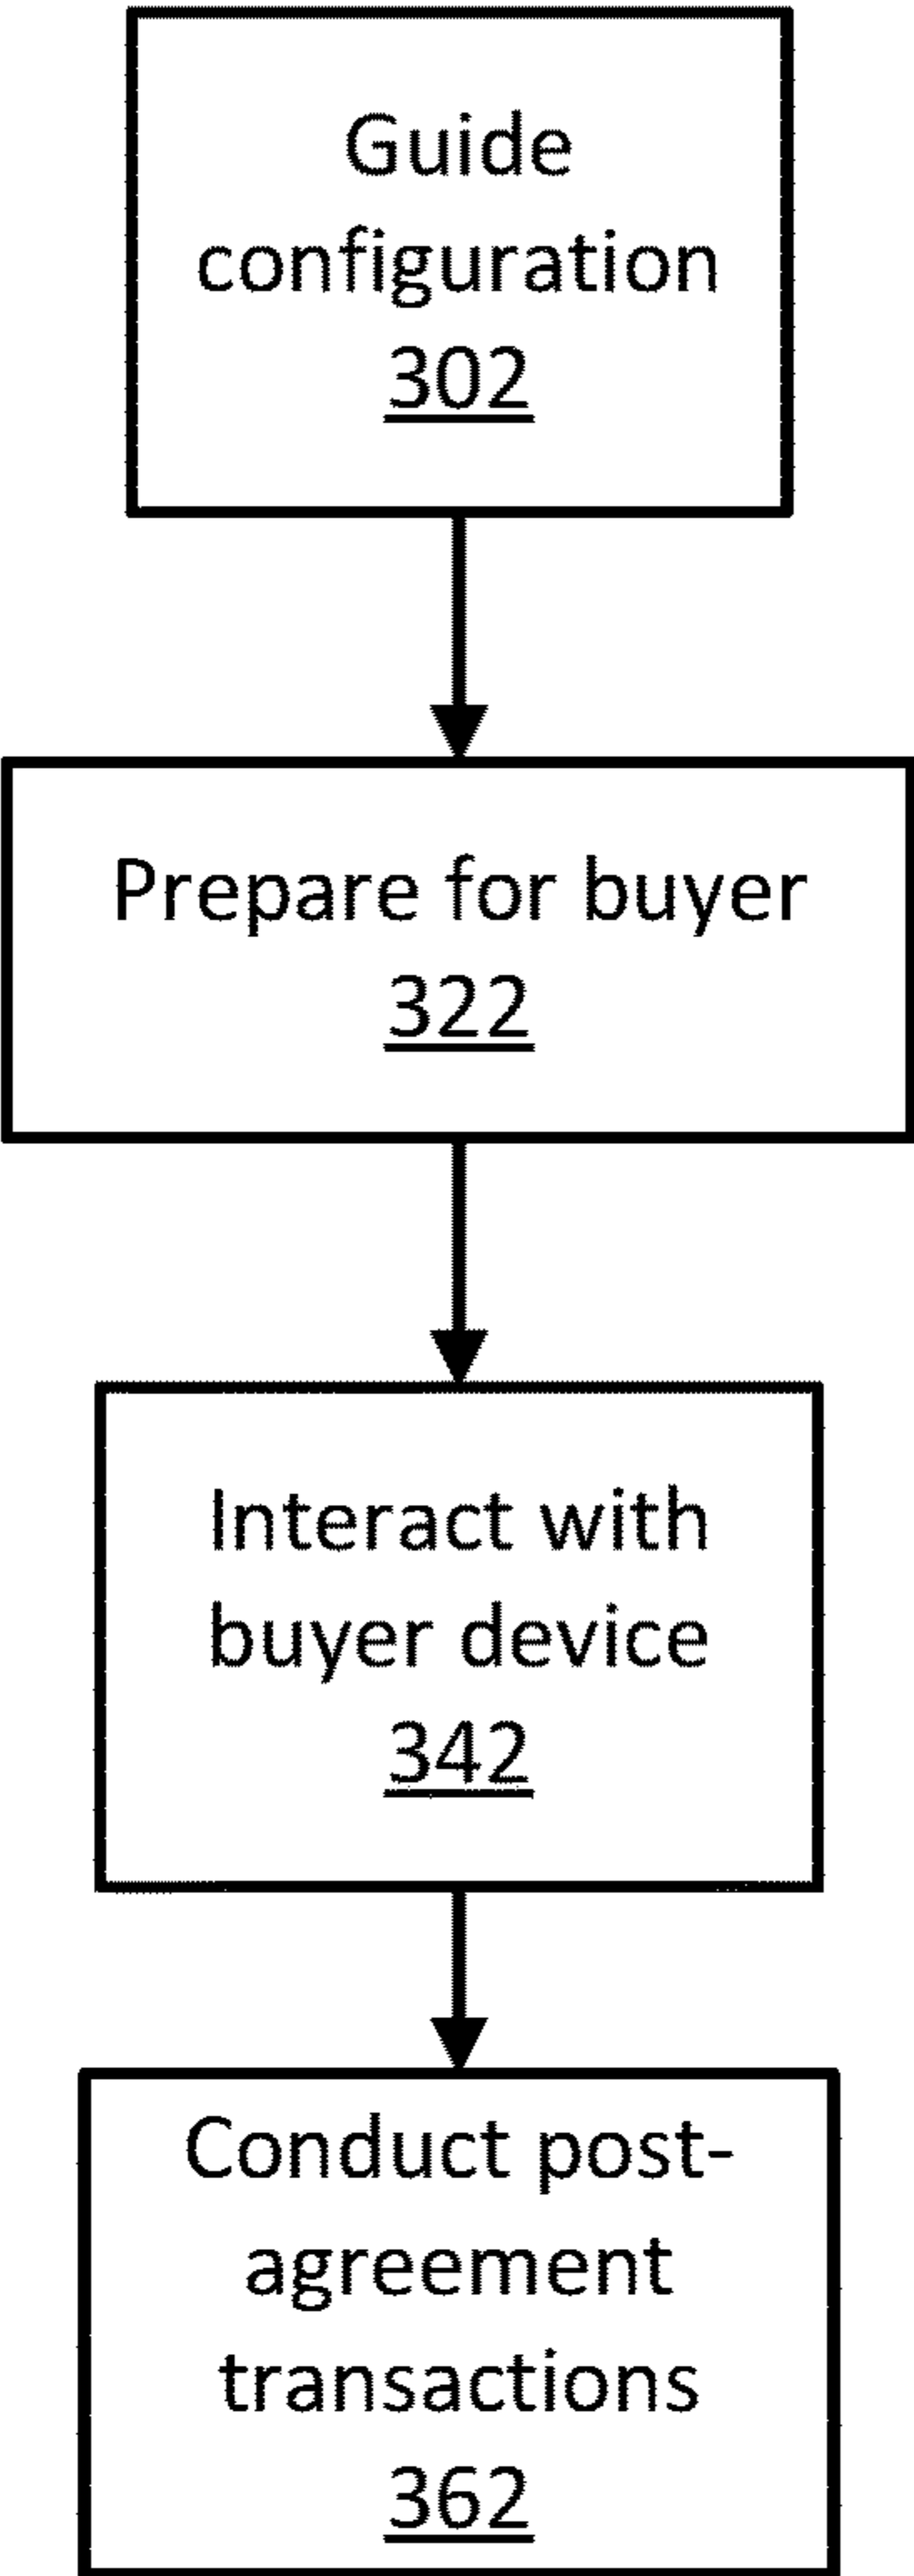 Guide
configuration
302
Prepare for buyer
322
Interact with
buyer device
342
Conduct post-
agreement
transactions
362